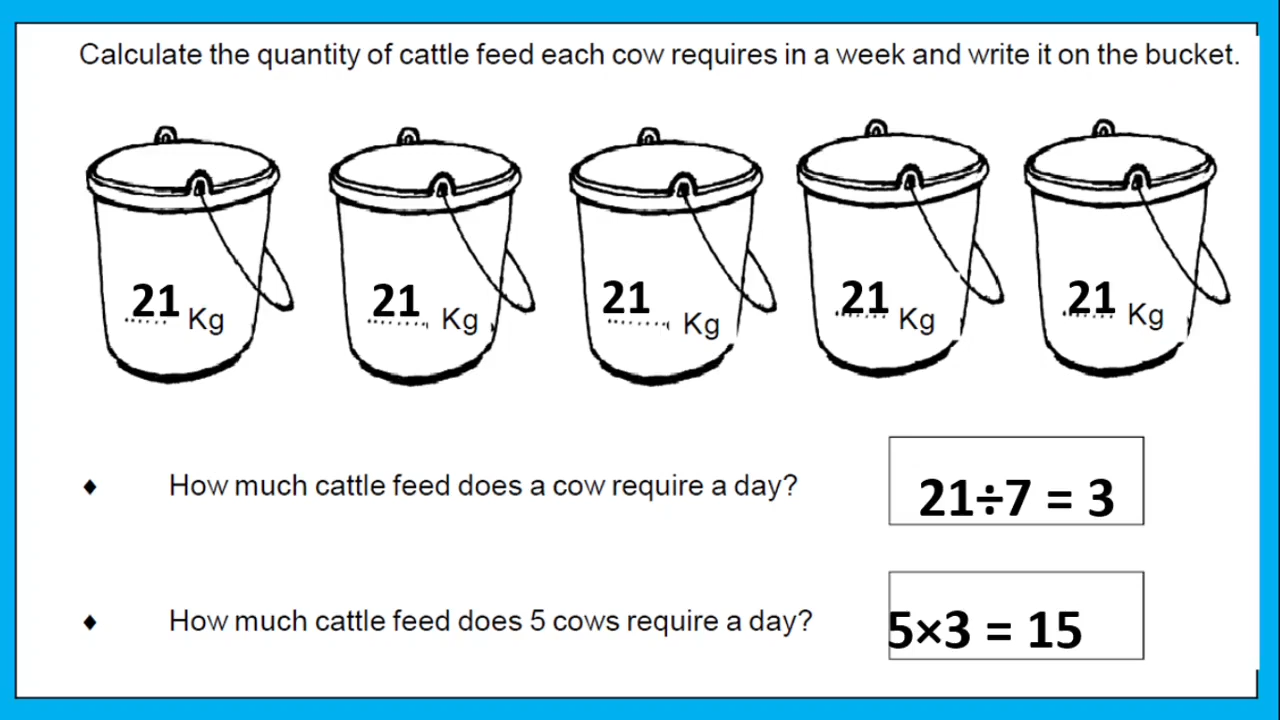 Calculate the quantity of cattle feed each cow requires in a week and write it on the bucket.
21 Kg 21 Kg 21 Kg 21 Kg 21 Kg
♦ How much cattle feed does a cow require a day? 21÷7 = 3
♦ How much cattle feed does 5 cows require a day? 5×3 = 15